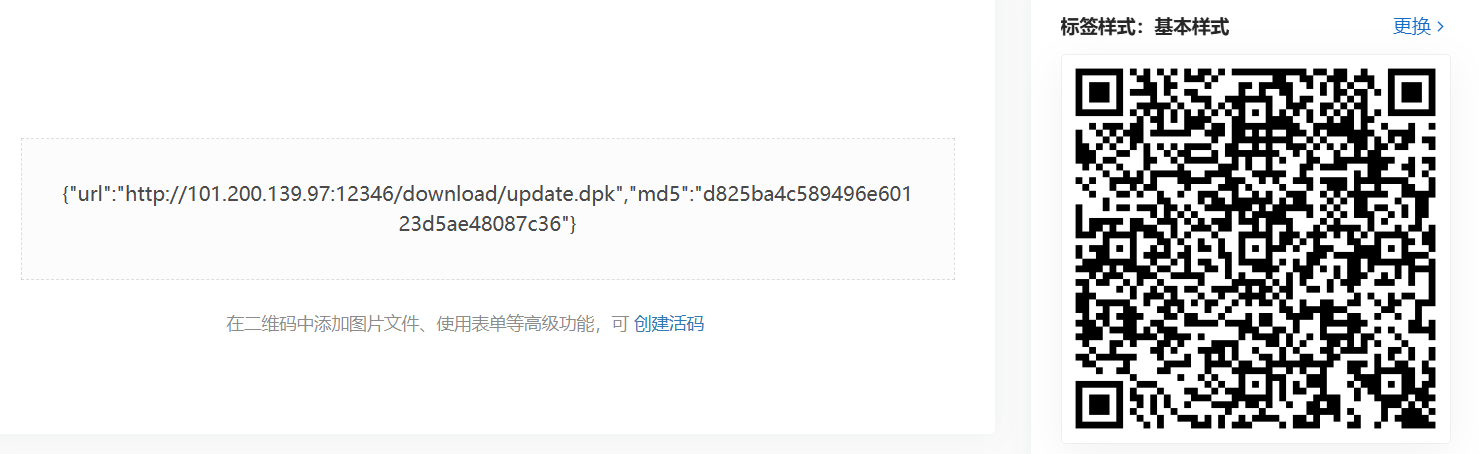 标签样式：基本样式
更换 >
{"url":"http://101.200.139.97:12346/download/update.dpk","md5":"d825ba4c589496e601
23d5ae48087c36"}
在二维码中添加图片文件、使用表单等高级功能，可 创建活码